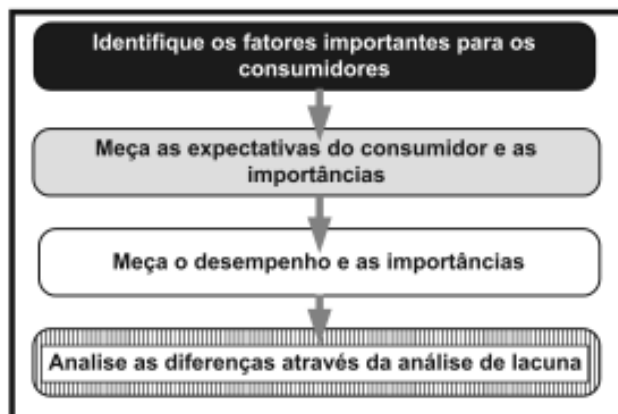 Identifique os fatores importantes para os
consumidores
Meça as expectativas do consumidor e as
importâncias
Meça o desempenho e as importâncias
Analise as diferenças através da análise de lacuna